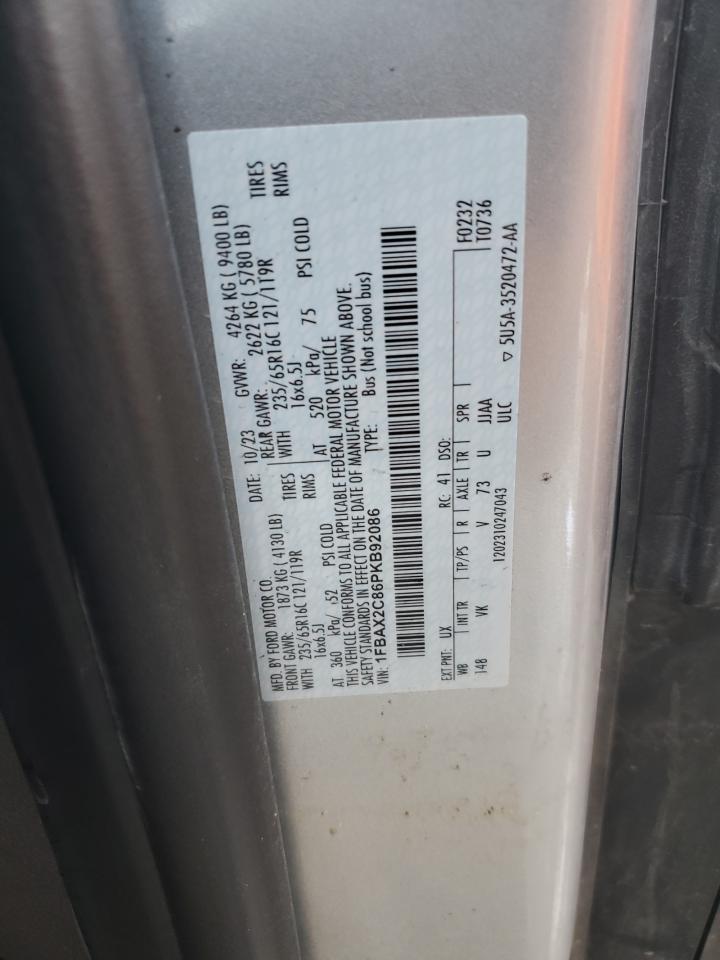 MFD. BY FORD MOTOR CO.
DATE: 10/23 GVWR: 4264 KG ( 9400 LB)
FRONT GAWR: 1873 KG ( 4130 LB) REAR GAWR: 2622 KG ( 5780 LB)
WITH 235/65R16C 121/119R TIRES WITH 235/65R16C 121/119R TIRES
16x6.5J RIMS 16x6.5J RIMS
AT 360 kPa/ 52 PSI COLD AT 520 kPa/ 75 PSI COLD
THIS VEHICLE CONFORMS TO ALL APPLICABLE FEDERAL MOTOR VEHICLE
SAFETY STANDARDS IN EFFECT ON THE DATE OF MANUFACTURE SHOWN ABOVE.
VIN: 1FBAX2C86PKB92086 TYPE: Bus (Not school bus)
EXT PNT: UX RC: 41 DSO: F0232
WB INT TR TP/PS R AXLE TR SPR T0736
148 VK V 73 U JJAA
1202310247043 ULC
▽ 5U5A-3520472-AA